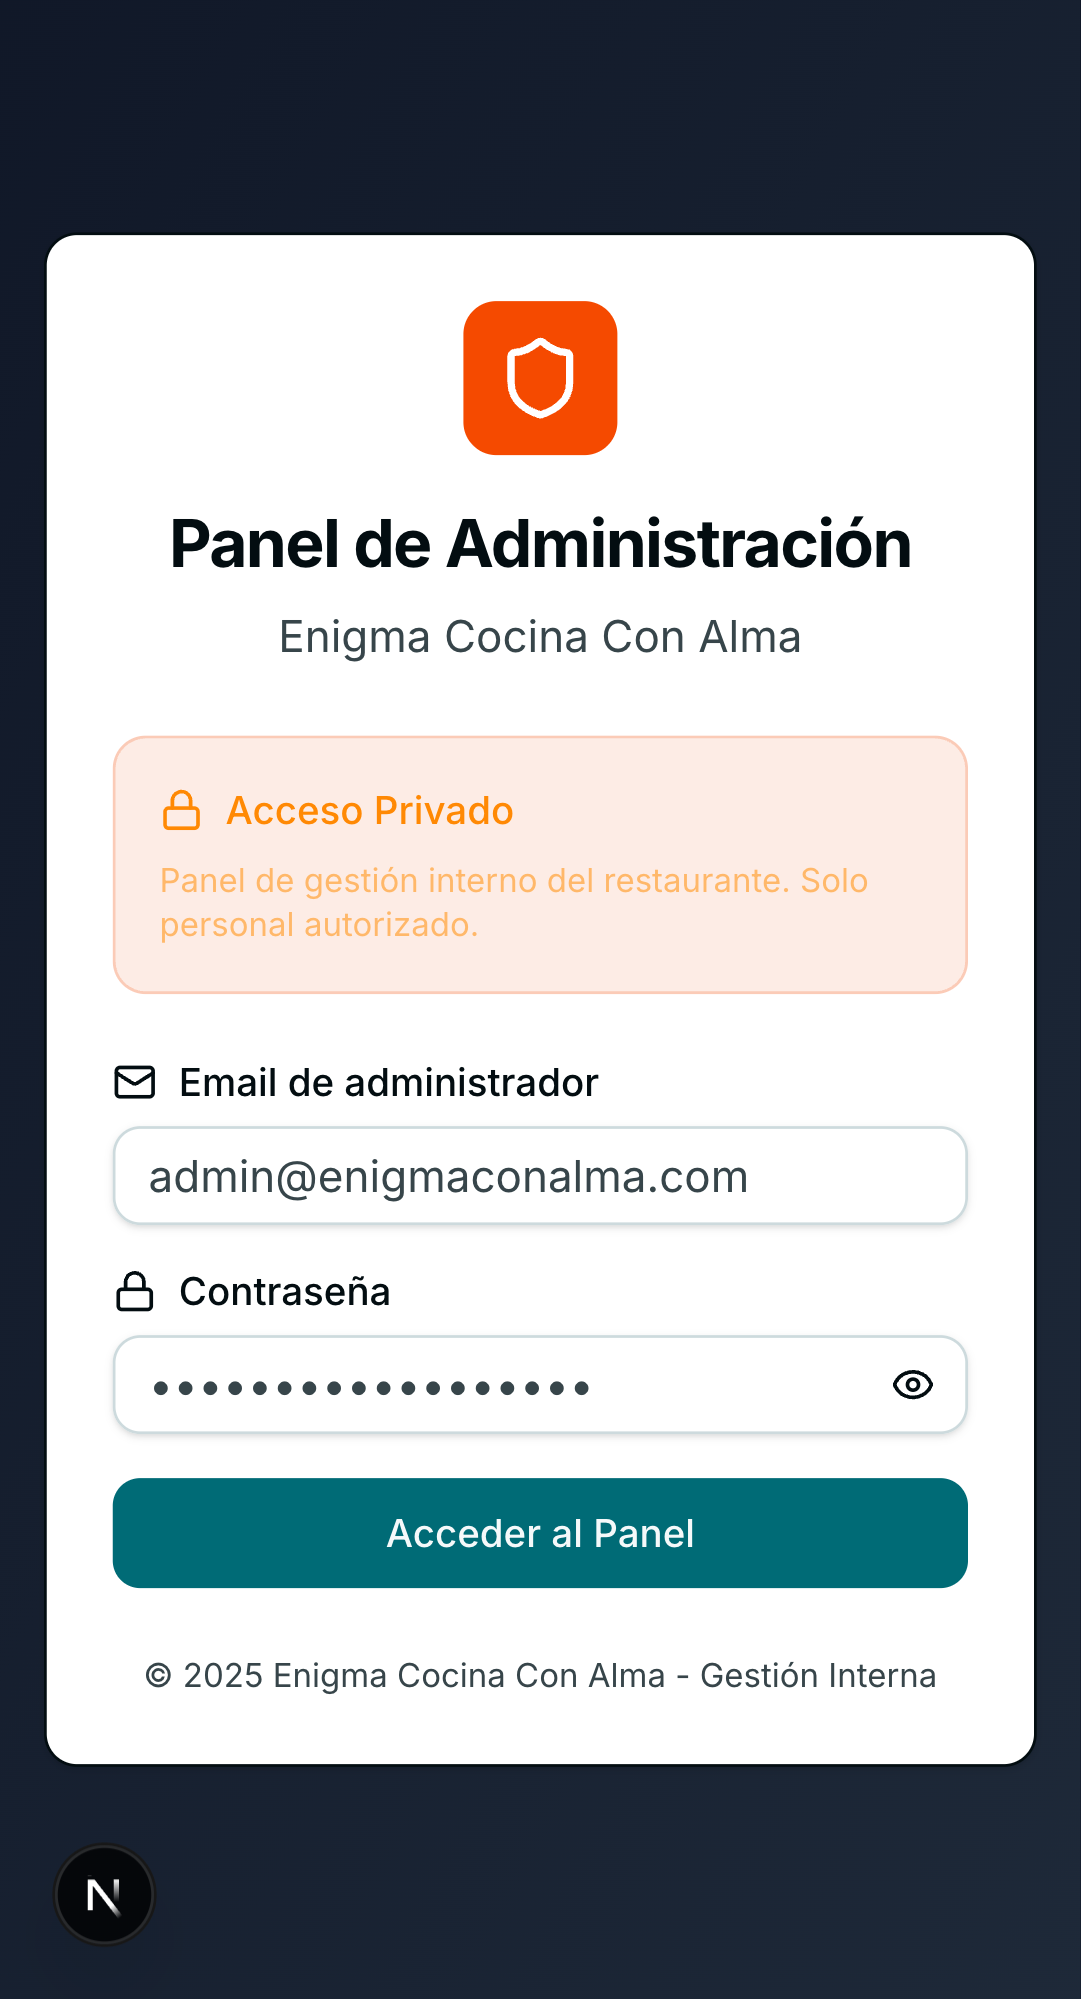 Panel de Administración
Enigma Cocina Con Alma
Acceso Privado
Panel de gestión interno del restaurante. Solo
personal autorizado.
Email de administrador
admin@enigmaconalma.com
Contraseña
••••••••••••••••••
Acceder al Panel
© 2025 Enigma Cocina Con Alma - Gestión Interna
N